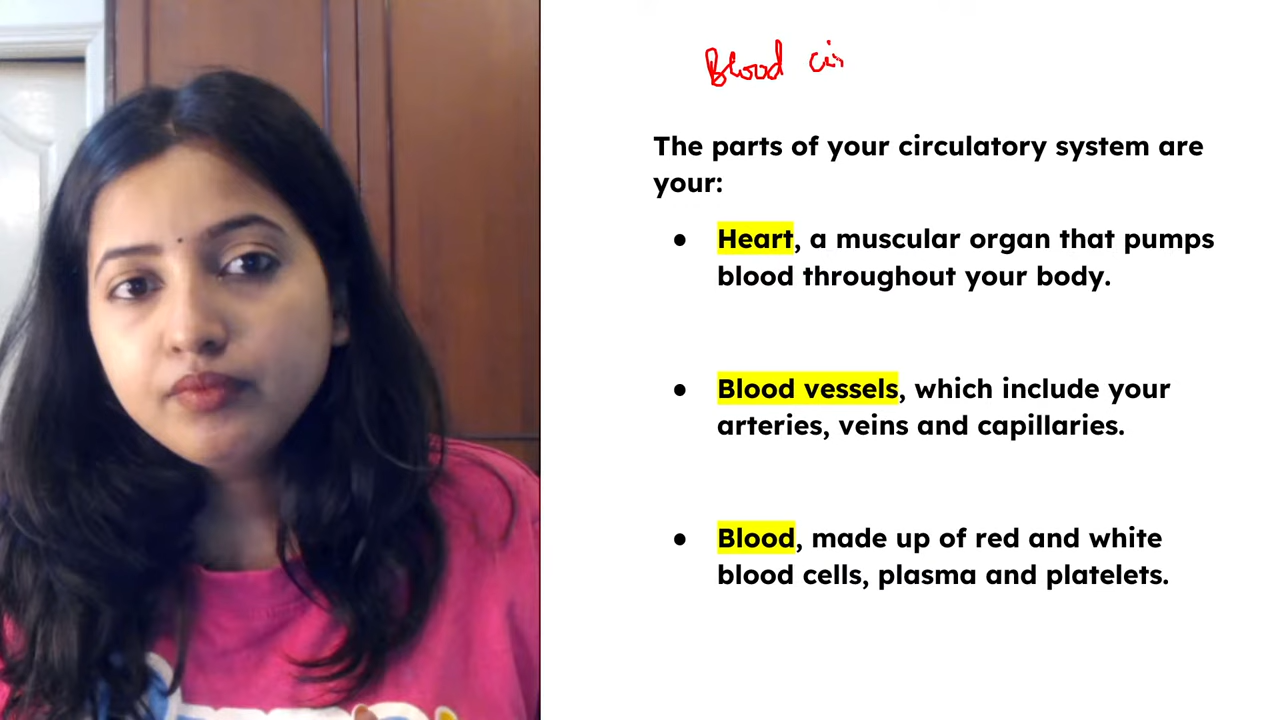 Blood cir
The parts of your circulatory system are
your:
● Heart, a muscular organ that pumps
blood throughout your body.
● Blood vessels, which include your
arteries, veins and capillaries.
● Blood, made up of red and white
blood cells, plasma and platelets.